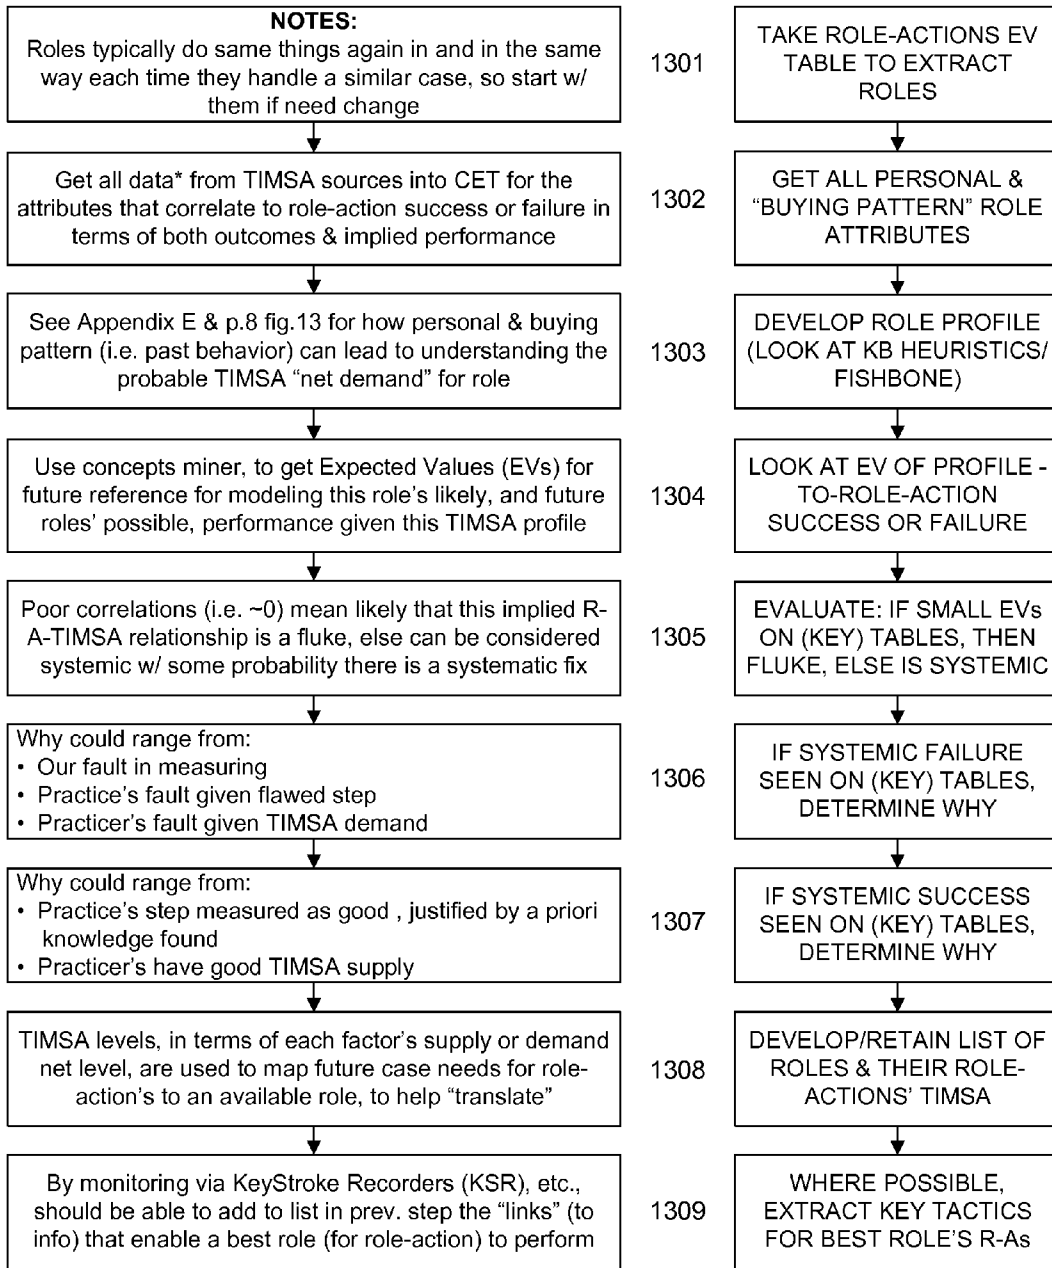 NOTES:
Roles typically do same things again in and in the same
way each time they handle a similar case, so start w/
them if need change
1301
TAKE ROLE-ACTIONS EV
TABLE TO EXTRACT
ROLES
Get all data* from TIMSA sources into CET for the
attributes that correlate to role-action success or failure in
terms of both outcomes & implied performance
1302
GET ALL PERSONAL &
“BUYING PATTERN” ROLE
ATTRIBUTES
See Appendix E & p.8 fig.13 for how personal & buying
pattern (i.e. past behavior) can lead to understanding the
probable TIMSA “net demand” for role
1303
DEVELOP ROLE PROFILE
(LOOK AT KB HEURISTICS/
FISHBONE)
Use concepts miner, to get Expected Values (EVs) for
future reference for modeling this role’s likely, and future
roles’ possible, performance given this TIMSA profile
1304
LOOK AT EV OF PROFILE -
TO-ROLE-ACTION
SUCCESS OR FAILURE
Poor correlations (i.e. ~0) mean likely that this implied R-
A-TIMSA relationship is a fluke, else can be considered
systemic w/ some probability there is a systematic fix
1305
EVALUATE: IF SMALL EVs
ON (KEY) TABLES, THEN
FLUKE, ELSE IS SYSTEMIC
Why could range from:
• Our fault in measuring
• Practice’s fault given flawed step
• Practicer’s fault given TIMSA demand
1306
IF SYSTEMIC FAILURE
SEEN ON (KEY) TABLES,
DETERMINE WHY
Why could range from:
• Practice’s step measured as good , justified by a priori
knowledge found
• Practicer’s have good TIMSA supply
1307
IF SYSTEMIC SUCCESS
SEEN ON (KEY) TABLES,
DETERMINE WHY
TIMSA levels, in terms of each factor’s supply or demand
net level, are used to map future case needs for role-
action’s to an available role, to help “translate”
1308
DEVELOP/RETAIN LIST OF
ROLES & THEIR ROLE-
ACTIONS’ TIMSA
By monitoring via KeyStroke Recorders (KSR), etc.,
should be able to add to list in prev. step the “links” (to
info) that enable a best role (for role-action) to perform
1309
WHERE POSSIBLE,
EXTRACT KEY TACTICS
FOR BEST ROLE’S R-As